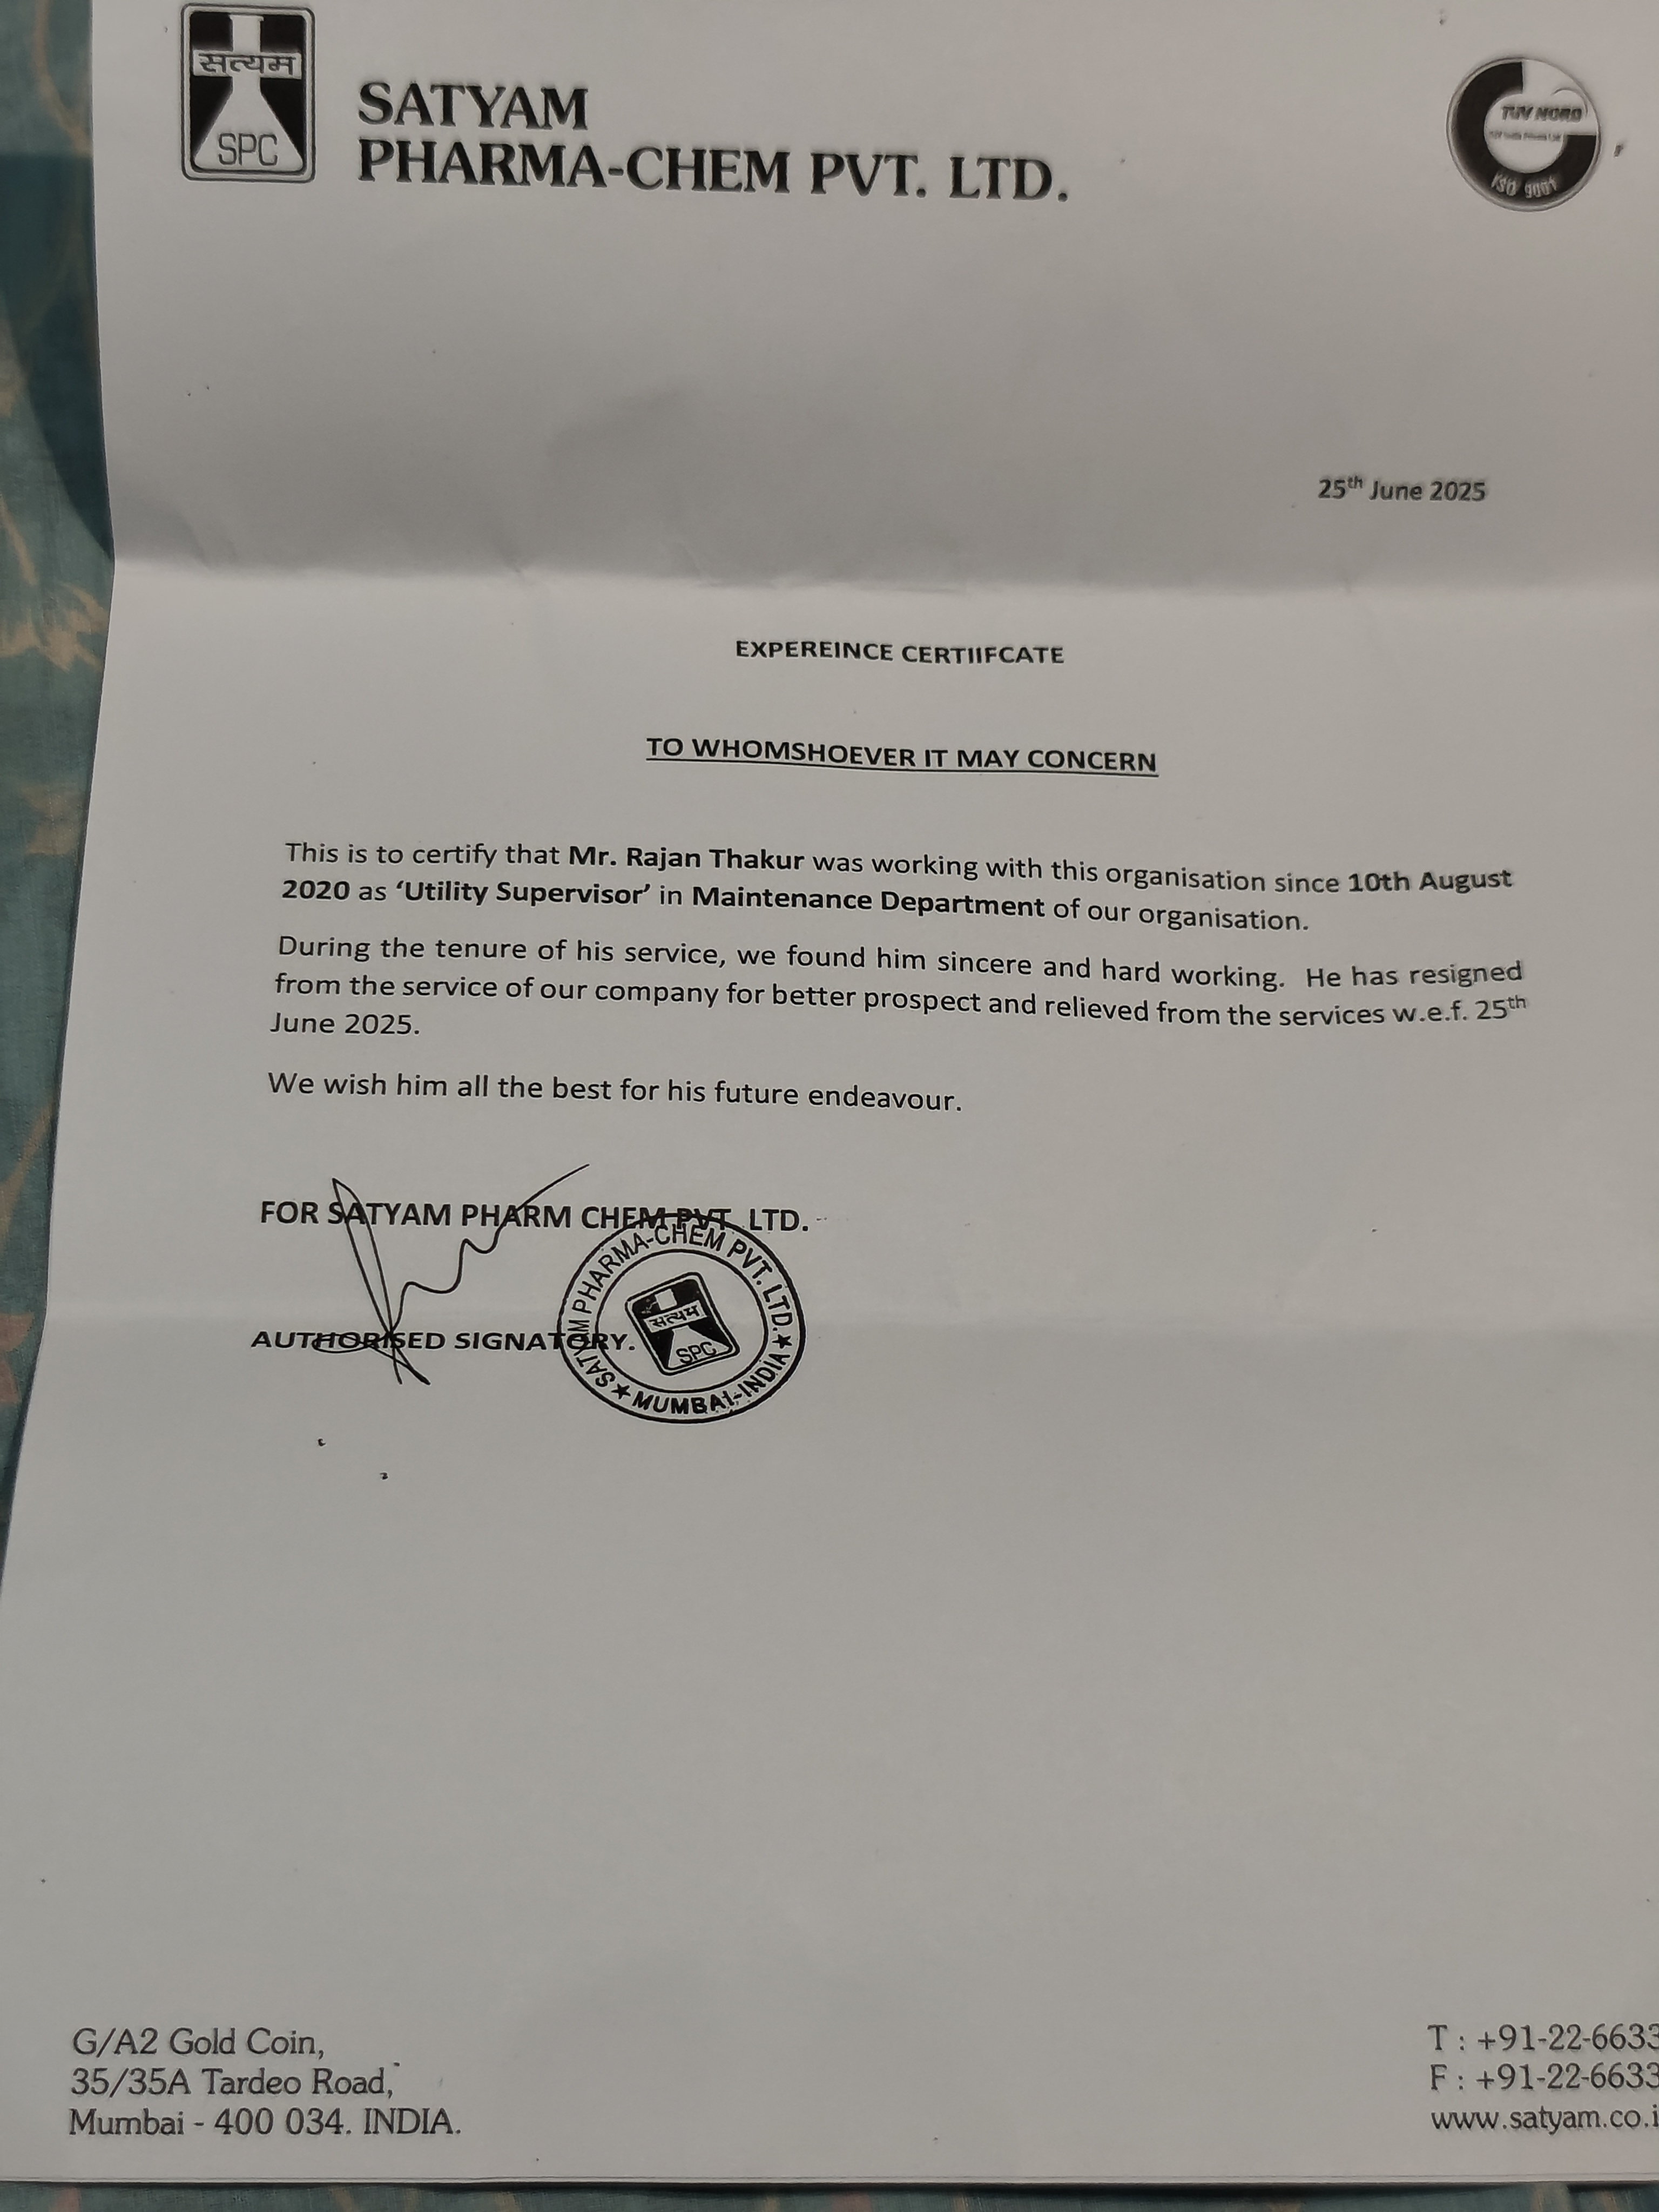 सत्यम
SPC
SATYAM
PHARMA-CHEM PVT. LTD.
TUV NORD
ISO 9001
25th June 2025
EXPEREINCE CERTIIFCATE
TO WHOMSHOEVER IT MAY CONCERN
This is to certify that Mr. Rajan Thakur was working with this organisation since 10th August
2020 as ‘Utility Supervisor’ in Maintenance Department of our organisation.
During the tenure of his service, we found him sincere and hard working. He has resigned
from the service of our company for better prospect and relieved from the services w.e.f. 25th
June 2025.
We wish him all the best for his future endeavour.
FOR SATYAM PHARM CHEM PVT. LTD.
AUTHORISED SIGNATORY.
SATYAM PHARMA-CHEM PVT. LTD. ★ MUMBAI-INDIA ★
सत्यम
SPC
G/A2 Gold Coin,
35/35A Tardeo Road,
Mumbai - 400 034. INDIA.
T : +91-22-6633
F : +91-22-6633
www.satyam.co.i